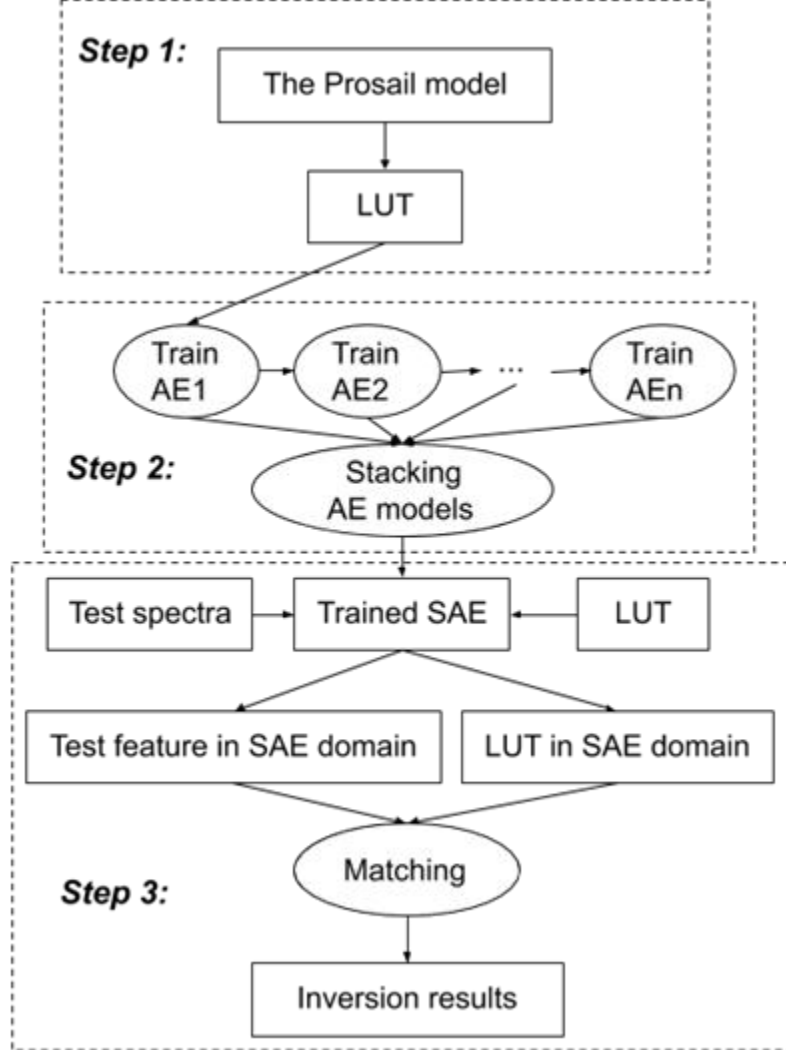 Step 1:
The Prosail model
LUT
Train
AE1
Train
AE2
...
Train
AEn
Step 2:
Stacking
AE models
Test spectra
Trained SAE
LUT
Test feature in SAE domain
LUT in SAE domain
Matching
Step 3:
Inversion results